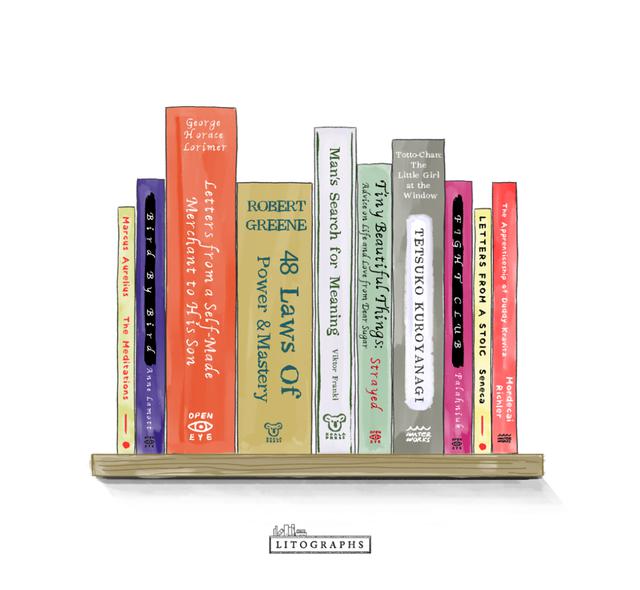 Marcus Aurelius The Meditations
Bird By Bird Anne Lamott
George
Horace
Lorimer
Letters from a Self-Made
Merchant to His Son
OPEN
EYE
ROBERT
GREENE
48 Laws Of
Power & Mastery
Man's Search for Meaning Viktor Frankl
Tiny Beautiful Things:
Advice on Life and Love from Dear Sugar
Strayed
Totto-Chan:
The
Little Girl
at the
Window
TETSUKO KUROYANAGI
WATER
WORKS
FIGHT CLUB Palahniuk
LETTERS FROM A STOIC Seneca
The Apprenticeship of Duddy Kravitz
Mordecai
Richler
LITOGRAPHS